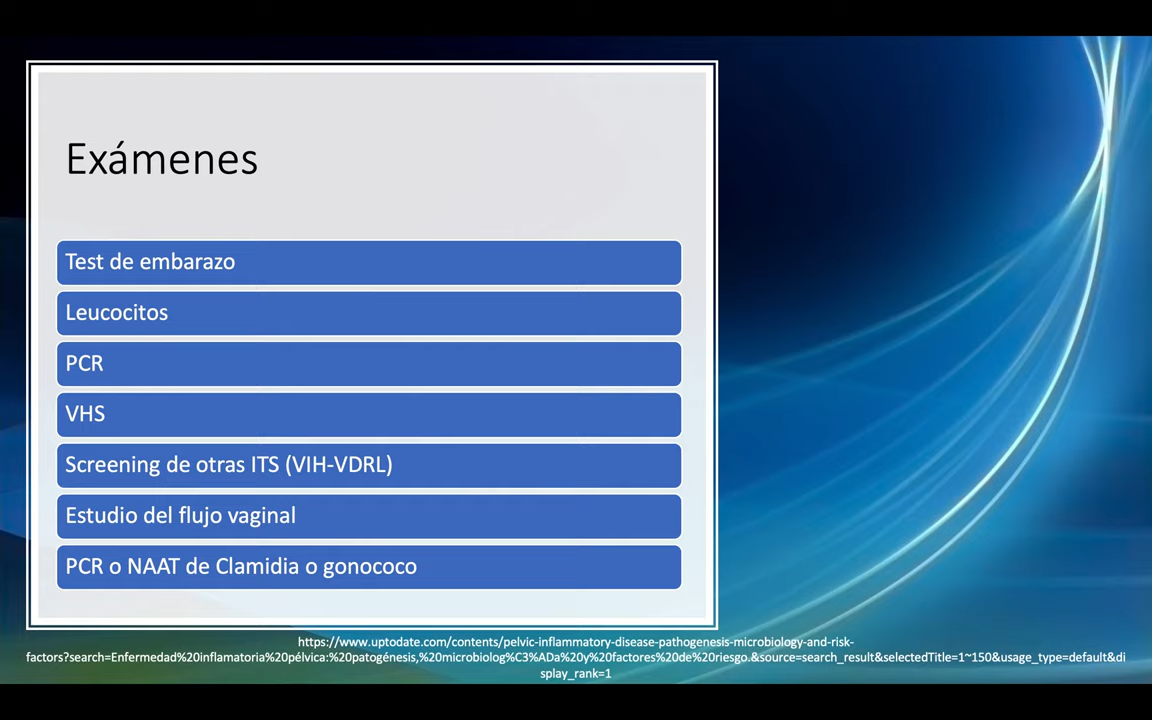 Exámenes
Test de embarazo
Leucocitos
PCR
VHS
Screening de otras ITS (VIH-VDRL)
Estudio del flujo vaginal
PCR o NAAT de Clamidia o gonococo
https://www.uptodate.com/contents/pelvic-inflammatory-disease-pathogenesis-microbiology-and-risk-
factors?search=Enfermedad%20inflamatoria%20pélvica:%20patogénesis,%20microbiolog%C3%ADa%20y%20factores%20de%20riesgo.&source=search_result&selectedTitle=1~150&usage_type=default&di
splay_rank=1